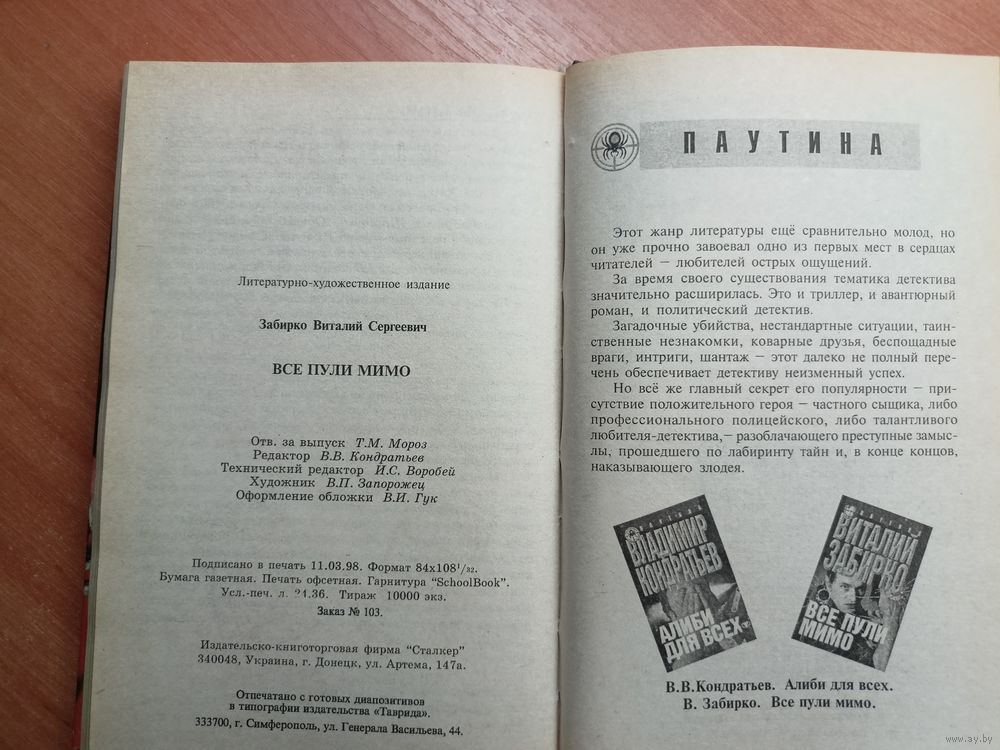 Литературно-художественное издание
Забирко Виталий Сергеевич
ВСЕ ПУЛИ МИМО
Отв. за выпуск Т.М. Мороз
Редактор В.В. Кондратьев
Технический редактор И.С. Воробей
Художник В.П. Запорожец
Оформление обложки В.И. Гук
Подписано в печать 11.03.98. Формат 84х108¹/₃₂.
Бумага газетная. Печать офсетная. Гарнитура “SchoolBook”.
Усл.-печ. л. 21.36. Тираж 10000 экз.
Заказ № 103.
Издательско-книготорговая фирма “Сталкер”
340048, Украина, г. Донецк, ул. Артема, 147а.
Отпечатано с готовых диапозитивов
в типографии издательства «Таврида».
333700, г. Симферополь, ул. Генерала Васильева, 44.
ПАУТИНА
Этот жанр литературы ещё сравнительно молод, но
он уже прочно завоевал одно из первых мест в сердцах
читателей – любителей острых ощущений.
За время своего существования тематика детектива
значительно расширилась. Это и триллер, и авантюрный
роман, и политический детектив.
Загадочные убийства, нестандартные ситуации, таин-
ственные незнакомки, коварные друзья, беспощадные
враги, интриги, шантаж – этот далеко не полный пере-
чень обеспечивает детективу неизменный успех.
Но всё же главный секрет его популярности – при-
сутствие положительного героя – частного сыщика, либо
профессионального полицейского, либо талантливого
любителя-детектива,– разоблачающего преступные замыс-
лы, прошедшего по лабиринту тайн и, в конце концов,
наказывающего злодея.
ПАУТИНА
ВЛАДИМИР
КОНДРАТЬЕВ
АЛИБИ
ДЛЯ ВСЕХ
ПАУТИНА
ВИТАЛИЙ
ЗАБИРКО
ВСЕ ПУЛИ
МИМО
В.В.Кондратьев. Алиби для всех.
В. Забирко. Все пули мимо.
www.ay.by